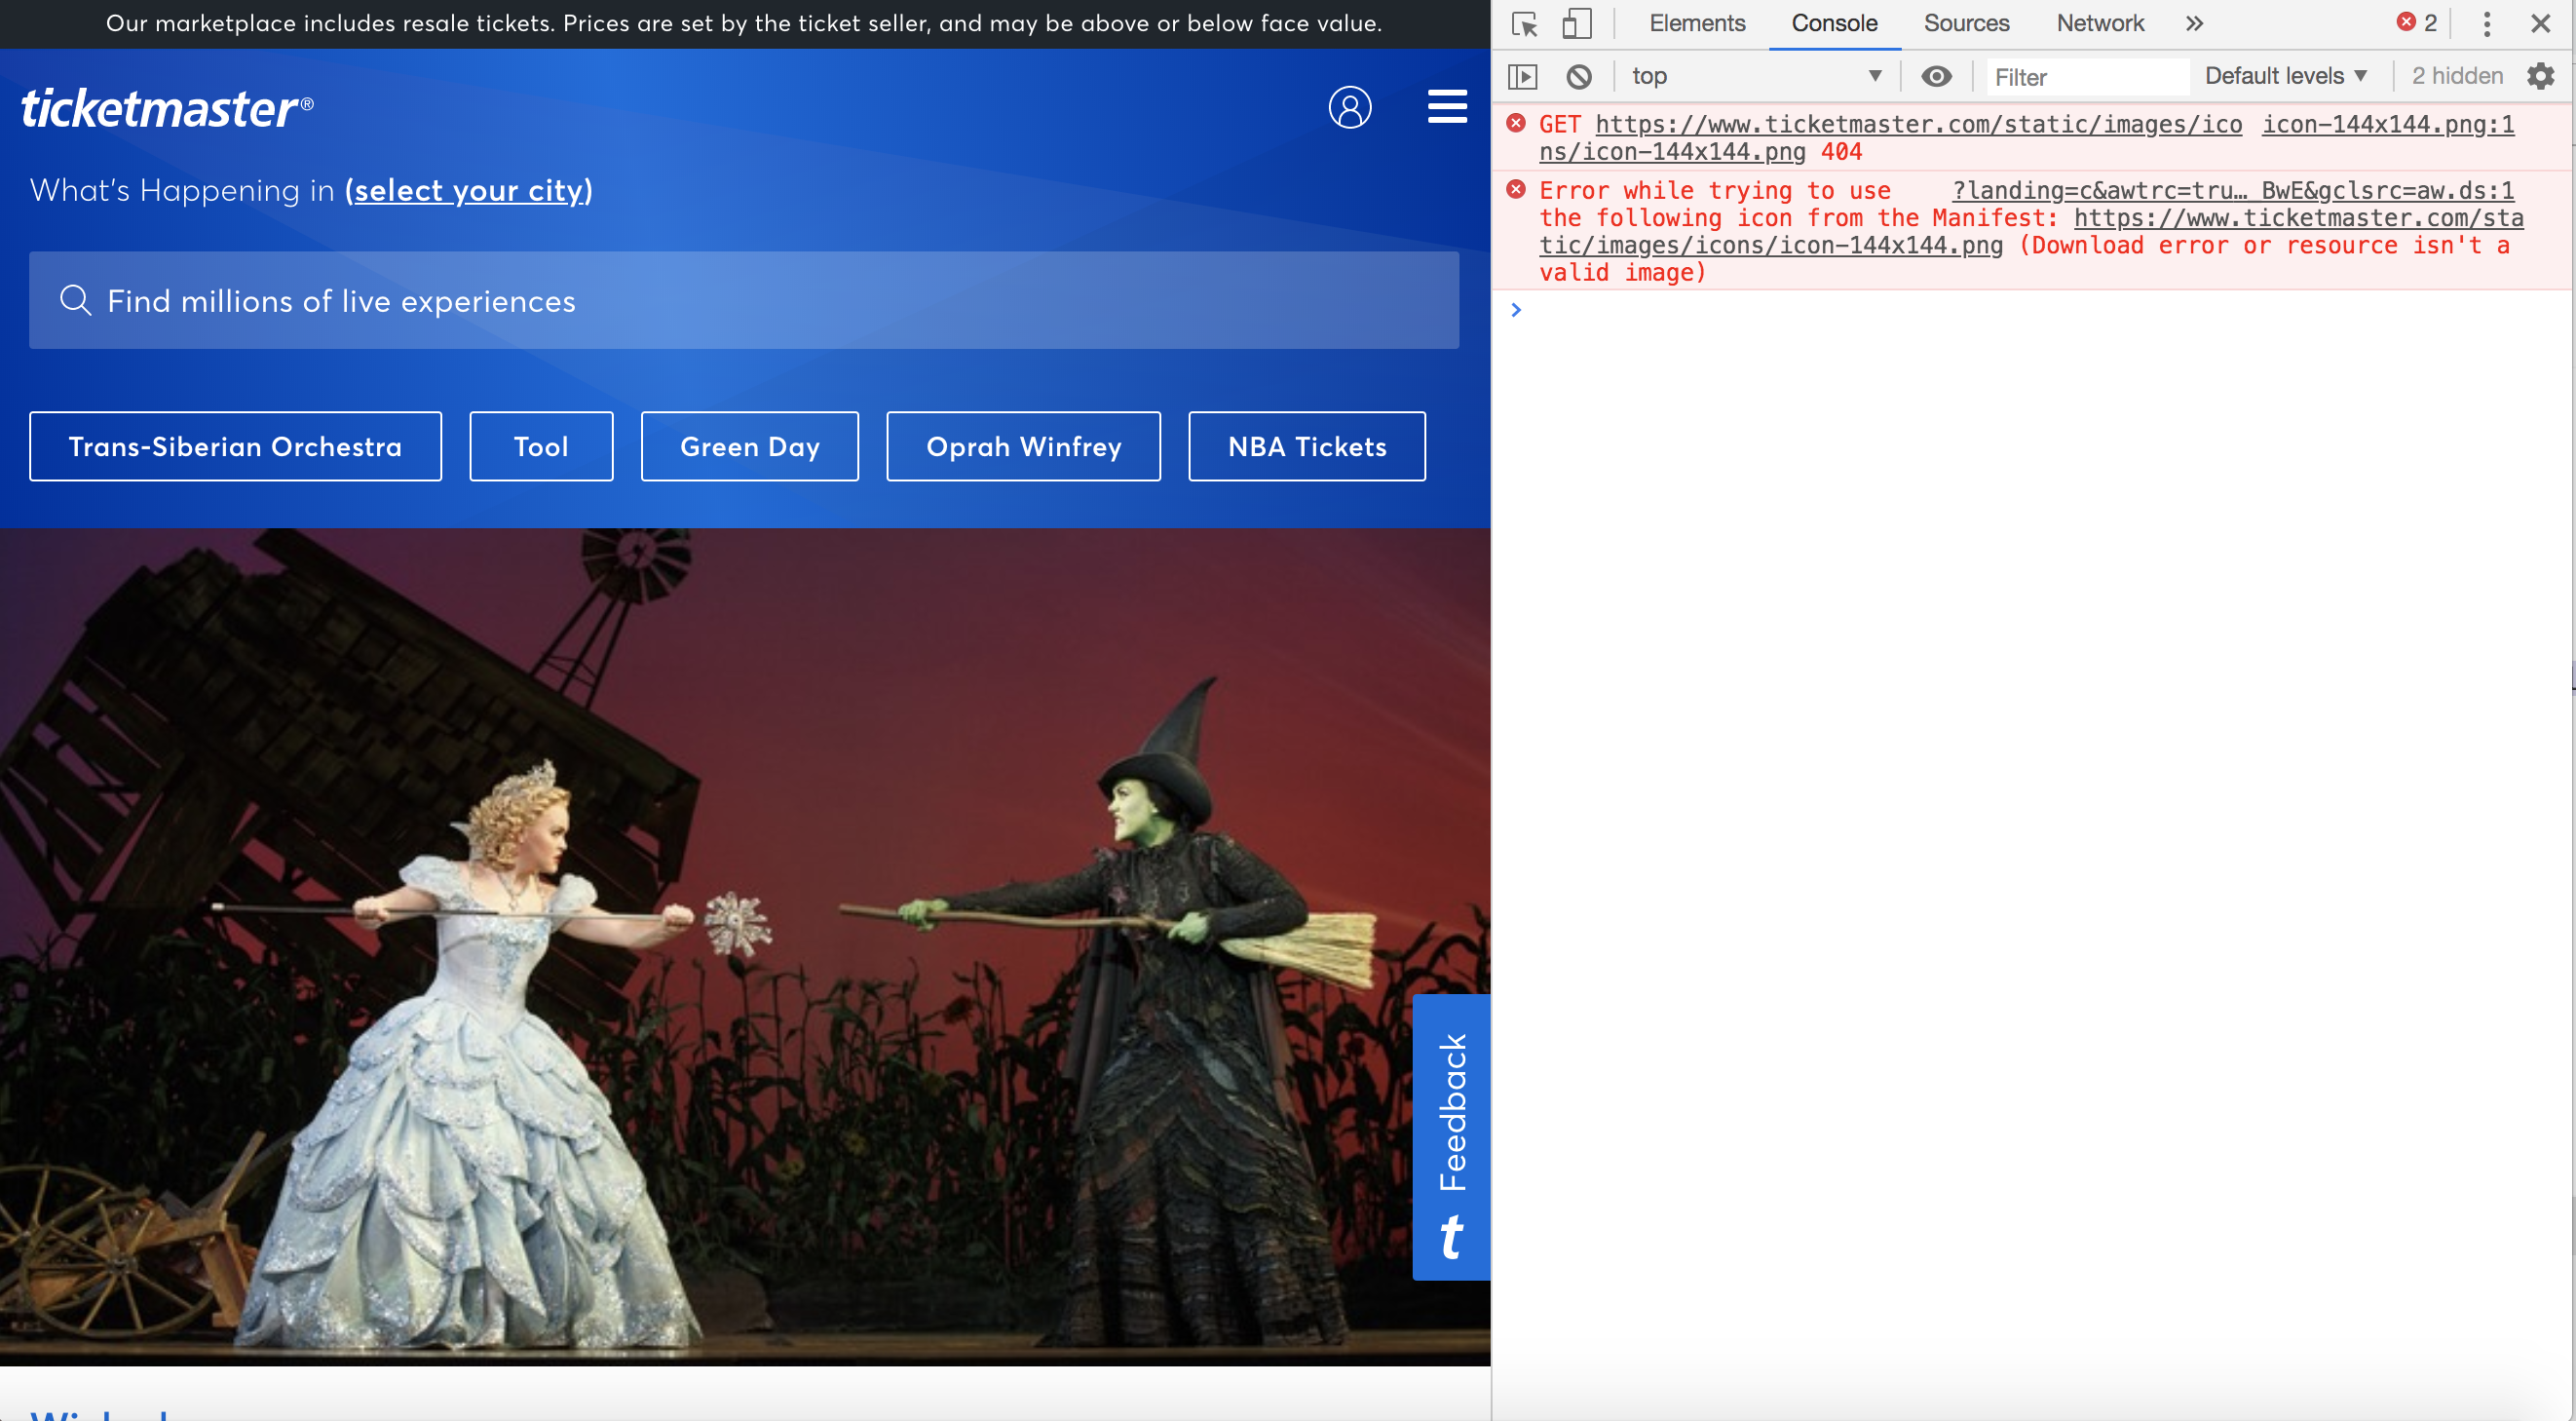 Our marketplace includes resale tickets. Prices are set by the ticket seller, and may be above or below face value.
ticketmaster®
What's Happening in (select your city)
Find millions of live experiences
Trans-Siberian Orchestra
Tool
Green Day
Oprah Winfrey
NBA Tickets
Feedback
t
Elements Console Sources Network » 2
top Filter Default levels 2 hidden
GET https://www.ticketmaster.com/static/images/ico icon-144x144.png:1
ns/icon-144x144.png 404
Error while trying to use ?landing=c&awtrc=tru… BwE&gclsrc=aw.ds:1
the following icon from the Manifest: https://www.ticketmaster.com/sta
tic/images/icons/icon-144x144.png (Download error or resource isn't a
valid image)